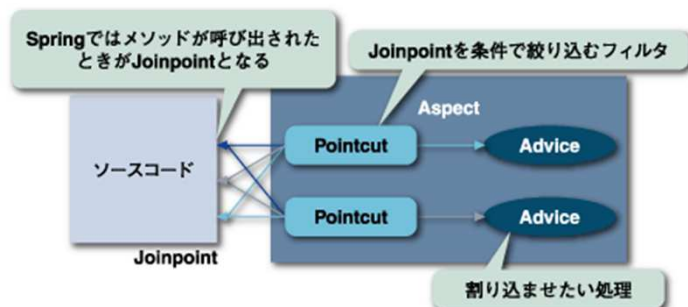 Springではメソッドが呼び出された
ときがJoinpointとなる
Joinpointを条件で絞り込むフィルタ
Aspect
ソースコード
Pointcut
Advice
Pointcut
Advice
Joinpoint
割り込ませたい処理